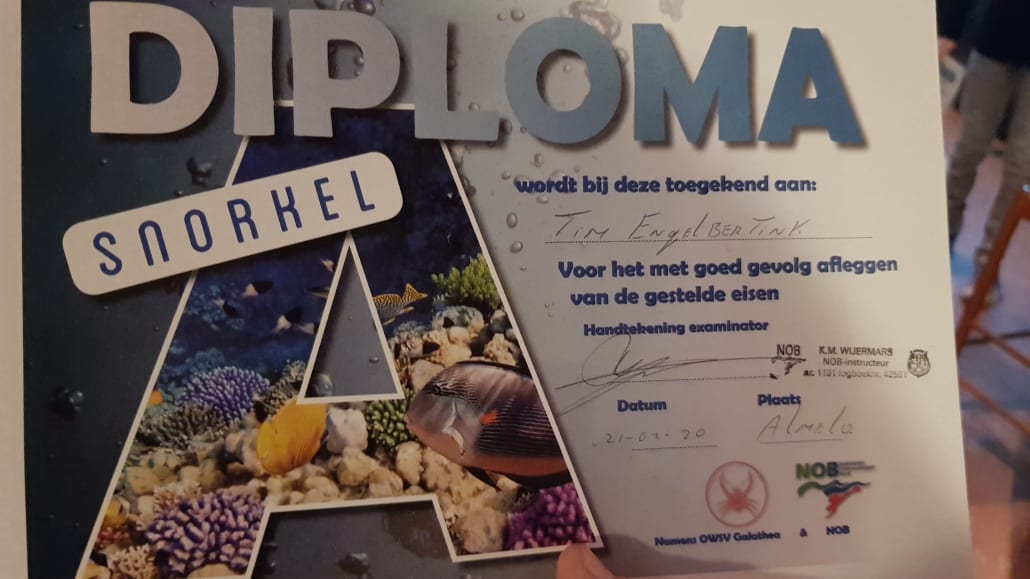 DIPLOMA
SNORKEL
A
wordt bij deze toegekend aan:
Tim EngelberTink
Voor het met goed gevolg afleggen
van de gestelde eisen
Handtekening examinator
NOB
K.M. WIJERMARS
NOB-instructeur
Datum
Plaats
21-02-20
Almelo
NOB
Namens OWSV Galathea & NOB